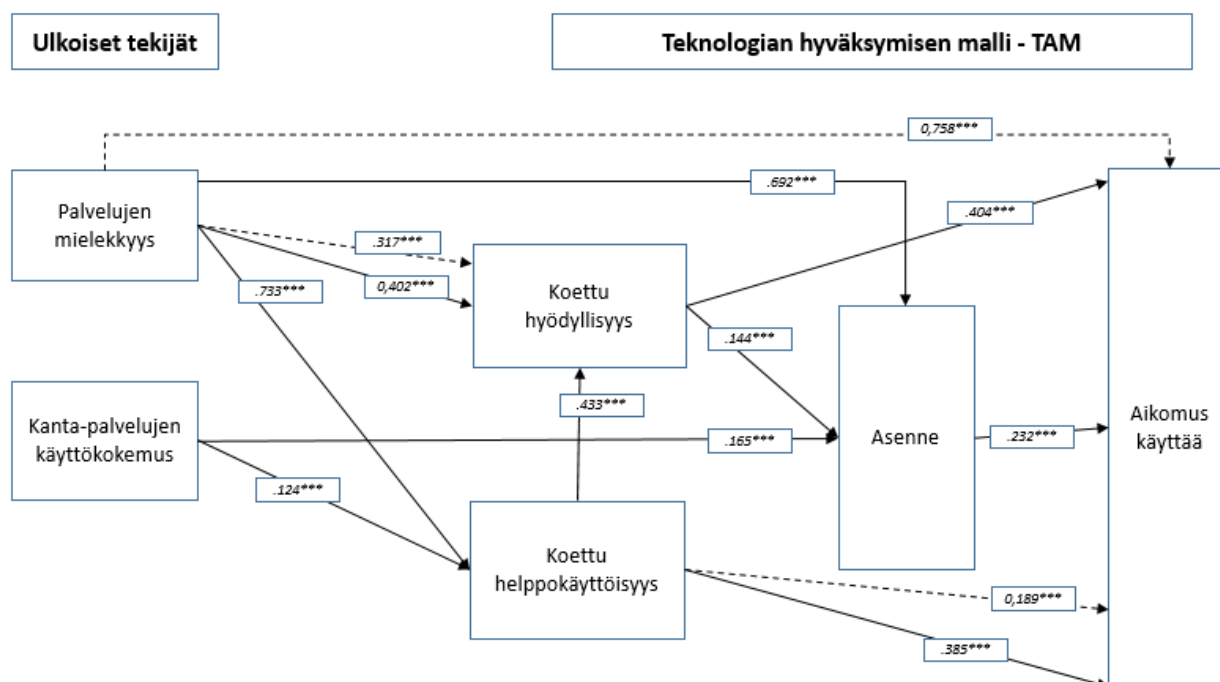 Ulkoiset tekijät
Teknologian hyväksymisen malli - TAM
0,758***
Palvelujen
mielekkyys
.692***
.404***
.317***
0,402***
.733***
Koettu
hyödyllisyys
.144***
Kanta-palvelujen
käyttökokemus
.433***
.165***
Asenne
.232***
Aikomus
käyttää
.124***
Koettu
helppokäyttöisyys
0,189***
.385***